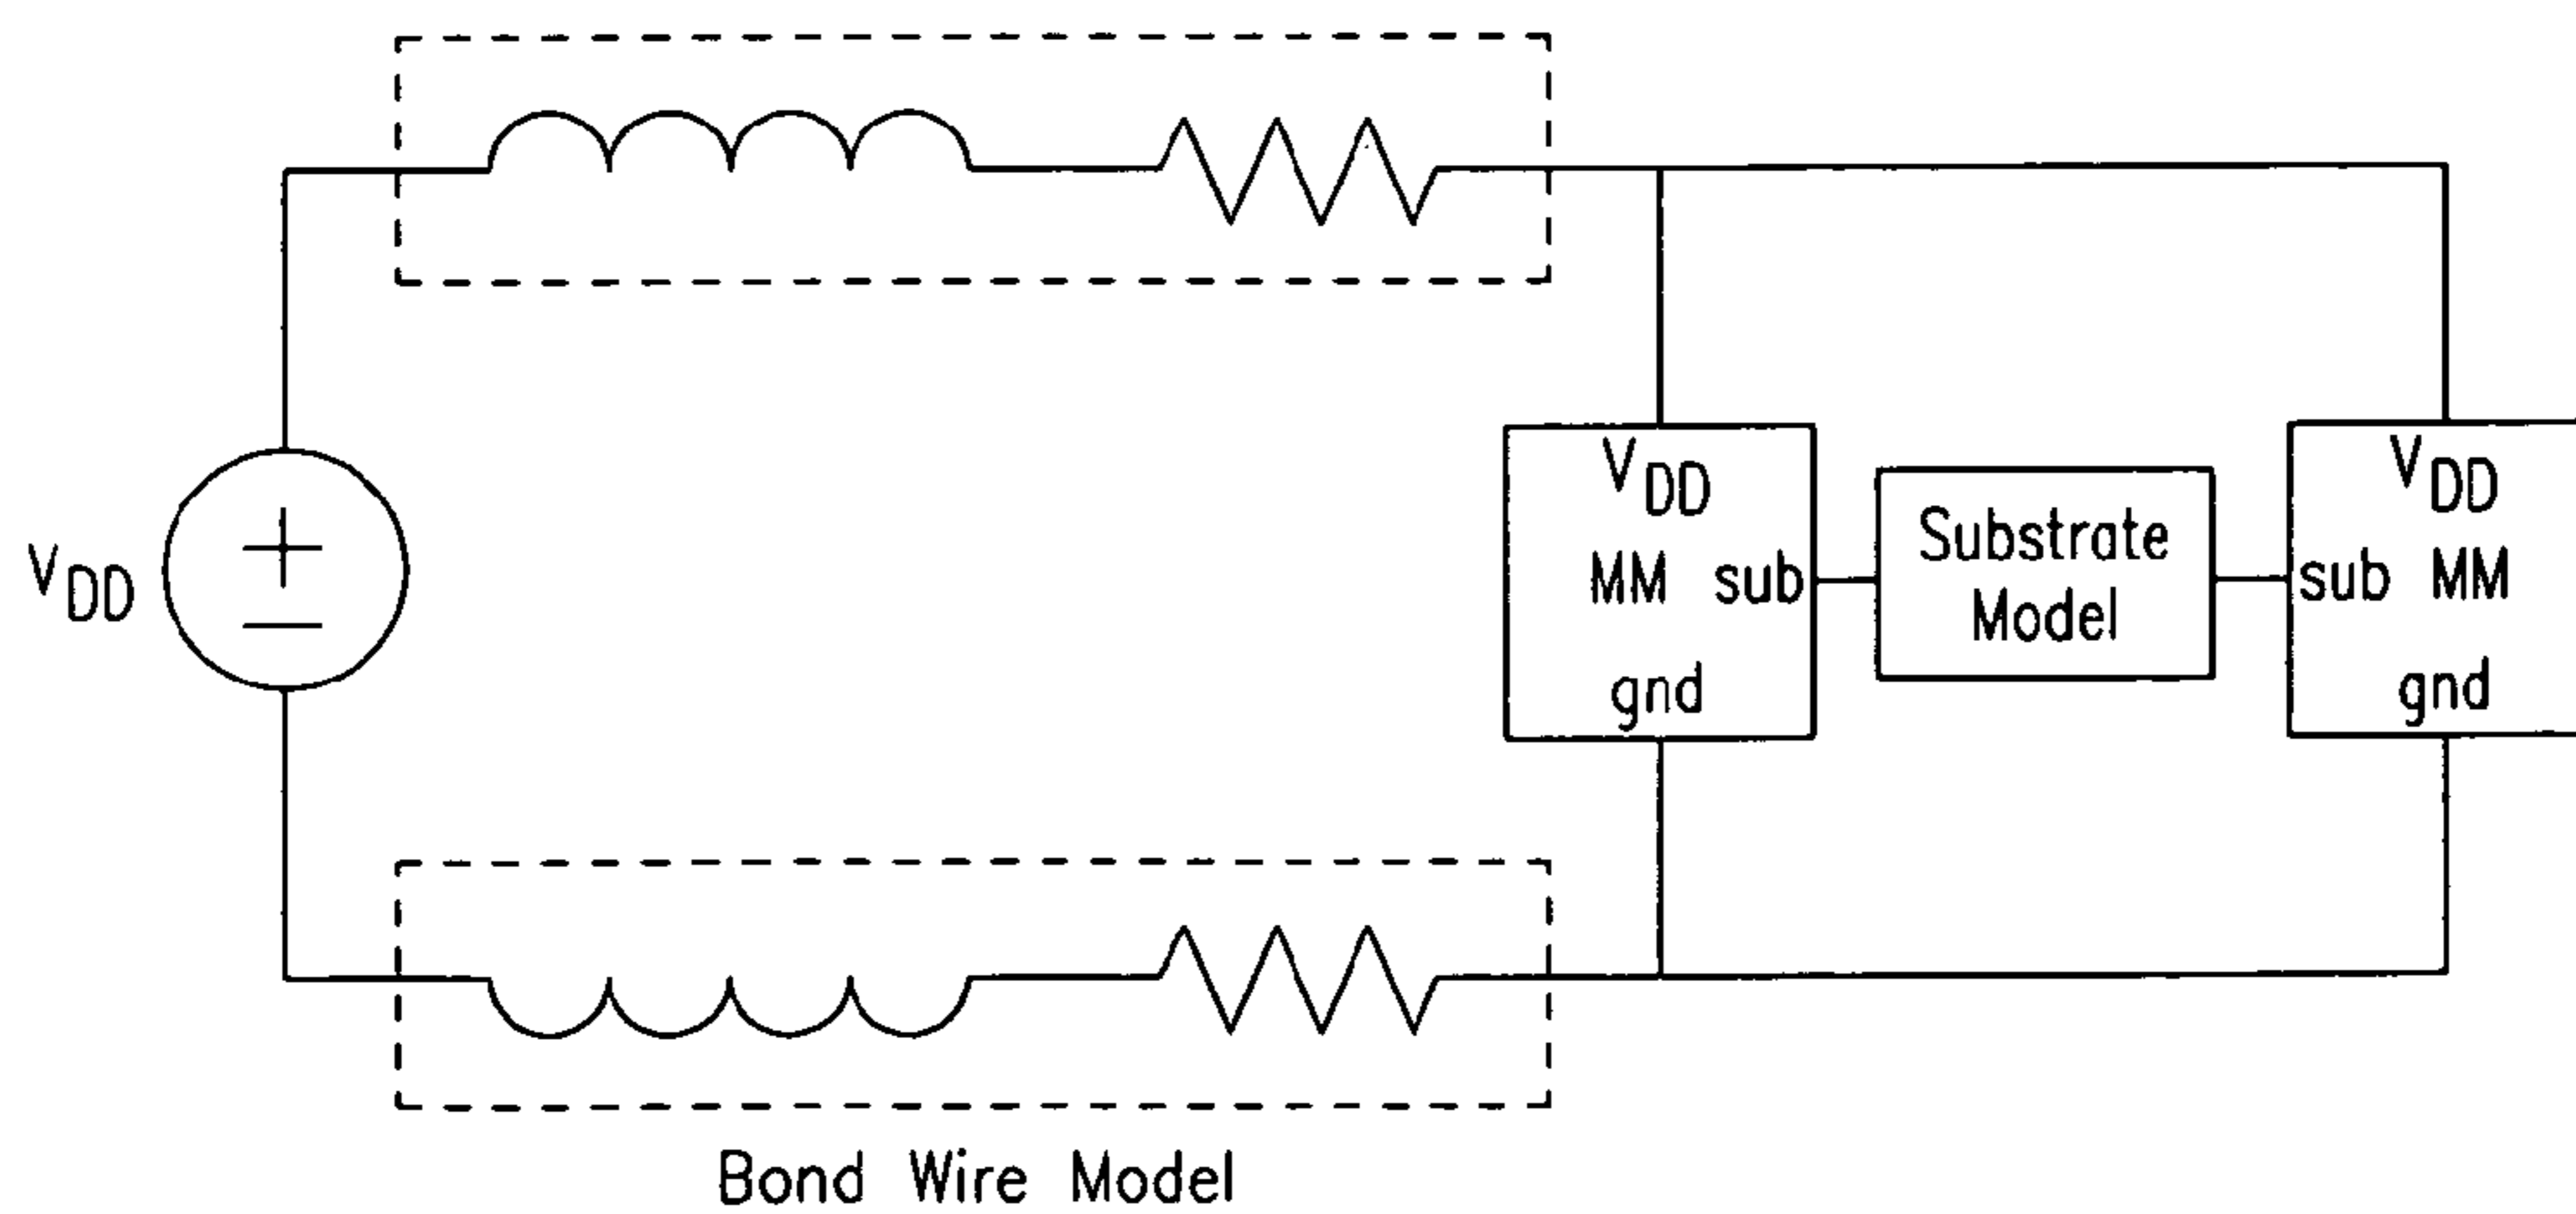 VDD
VDD
MM sub
gnd
Substrate
Model
VDD
sub MM
gnd
Bond Wire Model